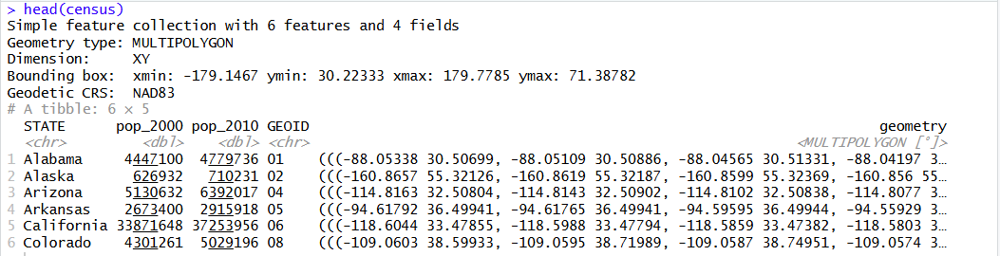 > head(census)
Simple feature collection with 6 features and 4 fields
Geometry type: MULTIPOLYGON
Dimension:     XY
Bounding box:  xmin: -179.1467 ymin: 30.22333 xmax: 179.7785 ymax: 71.38782
Geodetic CRS:  NAD83
# A tibble: 6 × 5
  STATE      pop_2000 pop_2010 GEOID                                                                        geometry
  <chr>         <dbl>    <dbl> <chr>                                                              <MULTIPOLYGON [°]>
1 Alabama     4447100  4779736 01    (((-88.05338 30.50699, -88.05109 30.50886, -88.04565 30.51331, -88.04197 3…
2 Alaska       626932   710231 02    (((-160.8657 55.32126, -160.8619 55.32187, -160.8599 55.32369, -160.856 55…
3 Arizona     5130632  6392017 04    (((-114.8163 32.50804, -114.8143 32.50902, -114.8102 32.50838, -114.8077 3…
4 Arkansas    2673400  2915918 05    (((-94.61792 36.49941, -94.61765 36.49941, -94.59595 36.49944, -94.55929 3…
5 California 33871648 37253956 06    (((-118.6044 33.47855, -118.5988 33.47794, -118.5859 33.47382, -118.5803 3…
6 Colorado    4301261  5029196 08    (((-109.0603 38.59933, -109.0595 38.71989, -109.0587 38.74951, -109.0574 3…